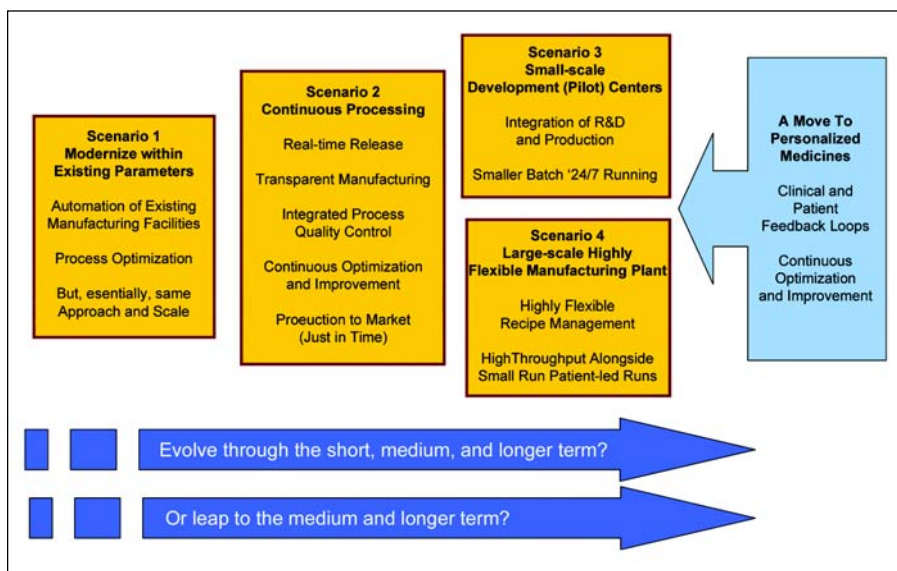 Scenario 1
Modernize within
Existing Parameters
Automation of Existing
Manufacturing Facilities
Process Optimization
But, esentially, same
Approach and Scale
Scenario 2
Continuous Processing
Real-time Release
Transparent Manufacturing
Integrated Process
Quality Control
Continuous Optimization
and Improvement
Proeuction to Market
(Just in Time)
Scenario 3
Small-scale
Development (Pilot) Centers
Integration of R&D
and Production
Smaller Batch '24/7 Running
Scenario 4
Large-scale Highly
Flexible Manufacturing Plant
Highly Flexible
Recipe Management
HighThroughput Alongside
Small Run Patient-led Runs
A Move To
Personalized
Medicines
Clinical and
Patient
Feedback Loops
Continuous
Optimization
and Improvement
Evolve through the short, medium, and longer term?
Or leap to the medium and longer term?